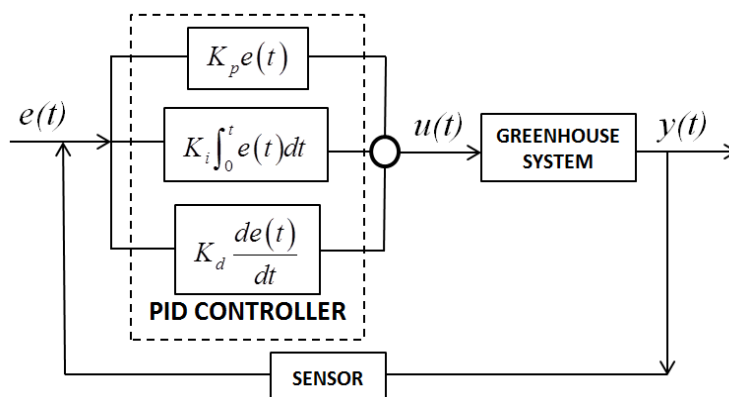 K_p e(t)
e(t)
K_i ∫_0^t e(t)dt
u(t)
GREENHOUSE
SYSTEM
y(t)
K_d de(t)/dt
PID CONTROLLER
SENSOR